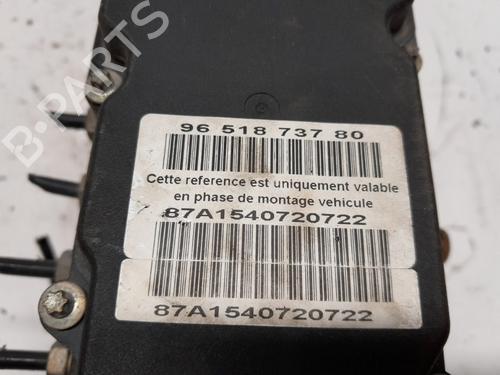 96 518 737 80
Cette reference est uniquement valable
en phase de montage vehicule
87A1540720722
87A1540720722
B-PARTS